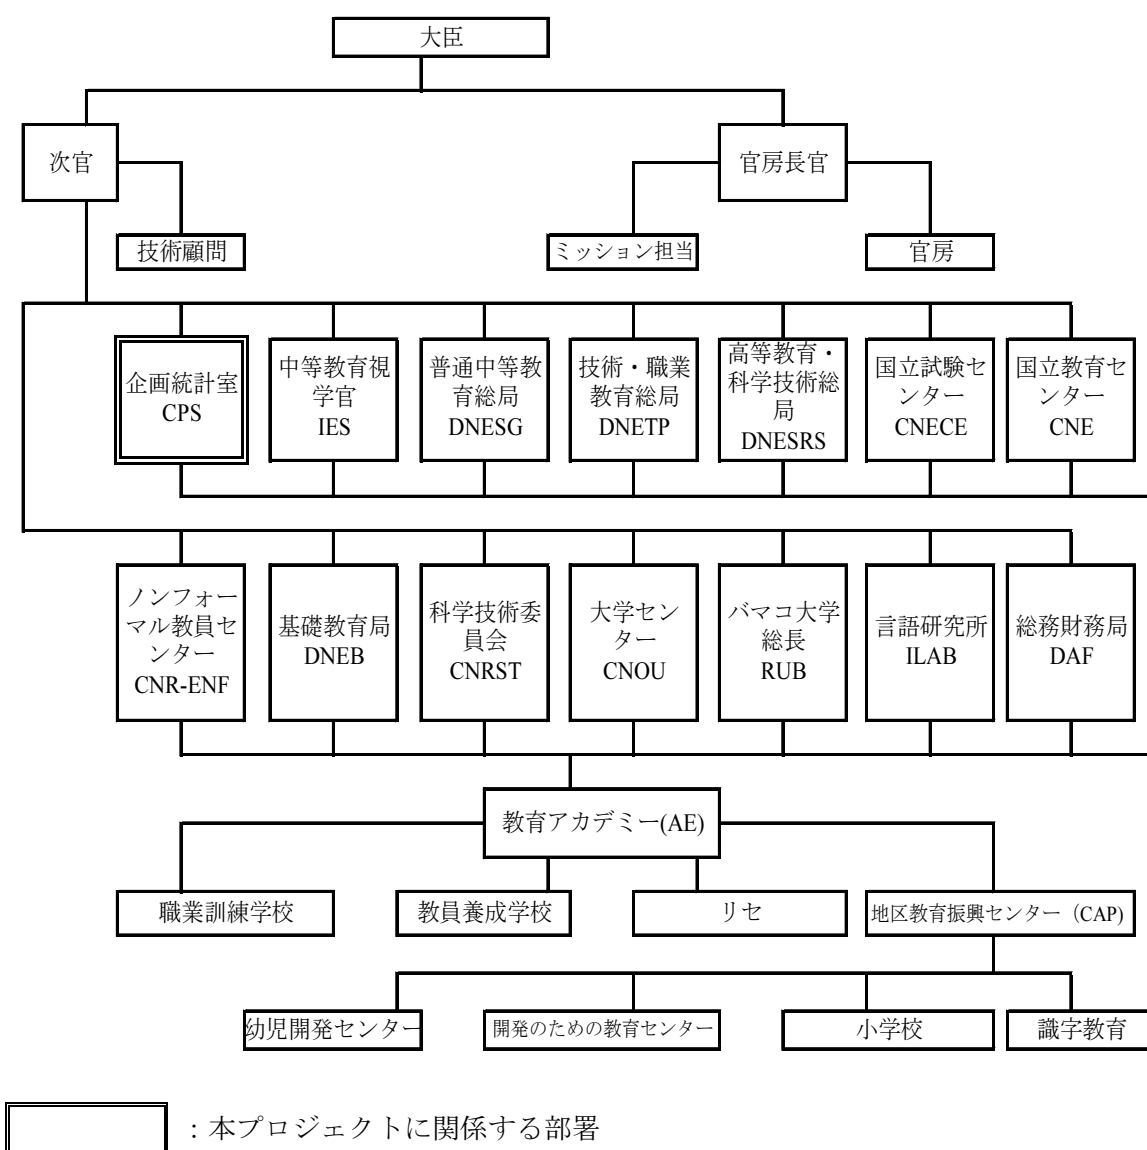 大臣
次官
官房長官
技術顧問
ミッション担当
官房
企画統計室
CPS
中等教育視
学官
IES
普通中等教
育総局
DNESG
技術・職業
教育総局
DNETP
高等教育・
科学技術総
局
DNESRS
国立試験セ
ンター
CNECE
国立教育セ
ンター
CNE
ノンフォー
マル教員セ
ンター
CNR-ENF
基礎教育局
DNEB
科学技術委
員会
CNRST
大学セン
ター
CNOU
バマコ大学
総長
RUB
言語研究所
ILAB
総務財務局
DAF
教育アカデミー(AE)
職業訓練学校
教員養成学校
リセ
地区教育振興センター（CAP)
幼児開発センター
開発のための教育センター
小学校
識字教育
：本プロジェクトに関係する部署